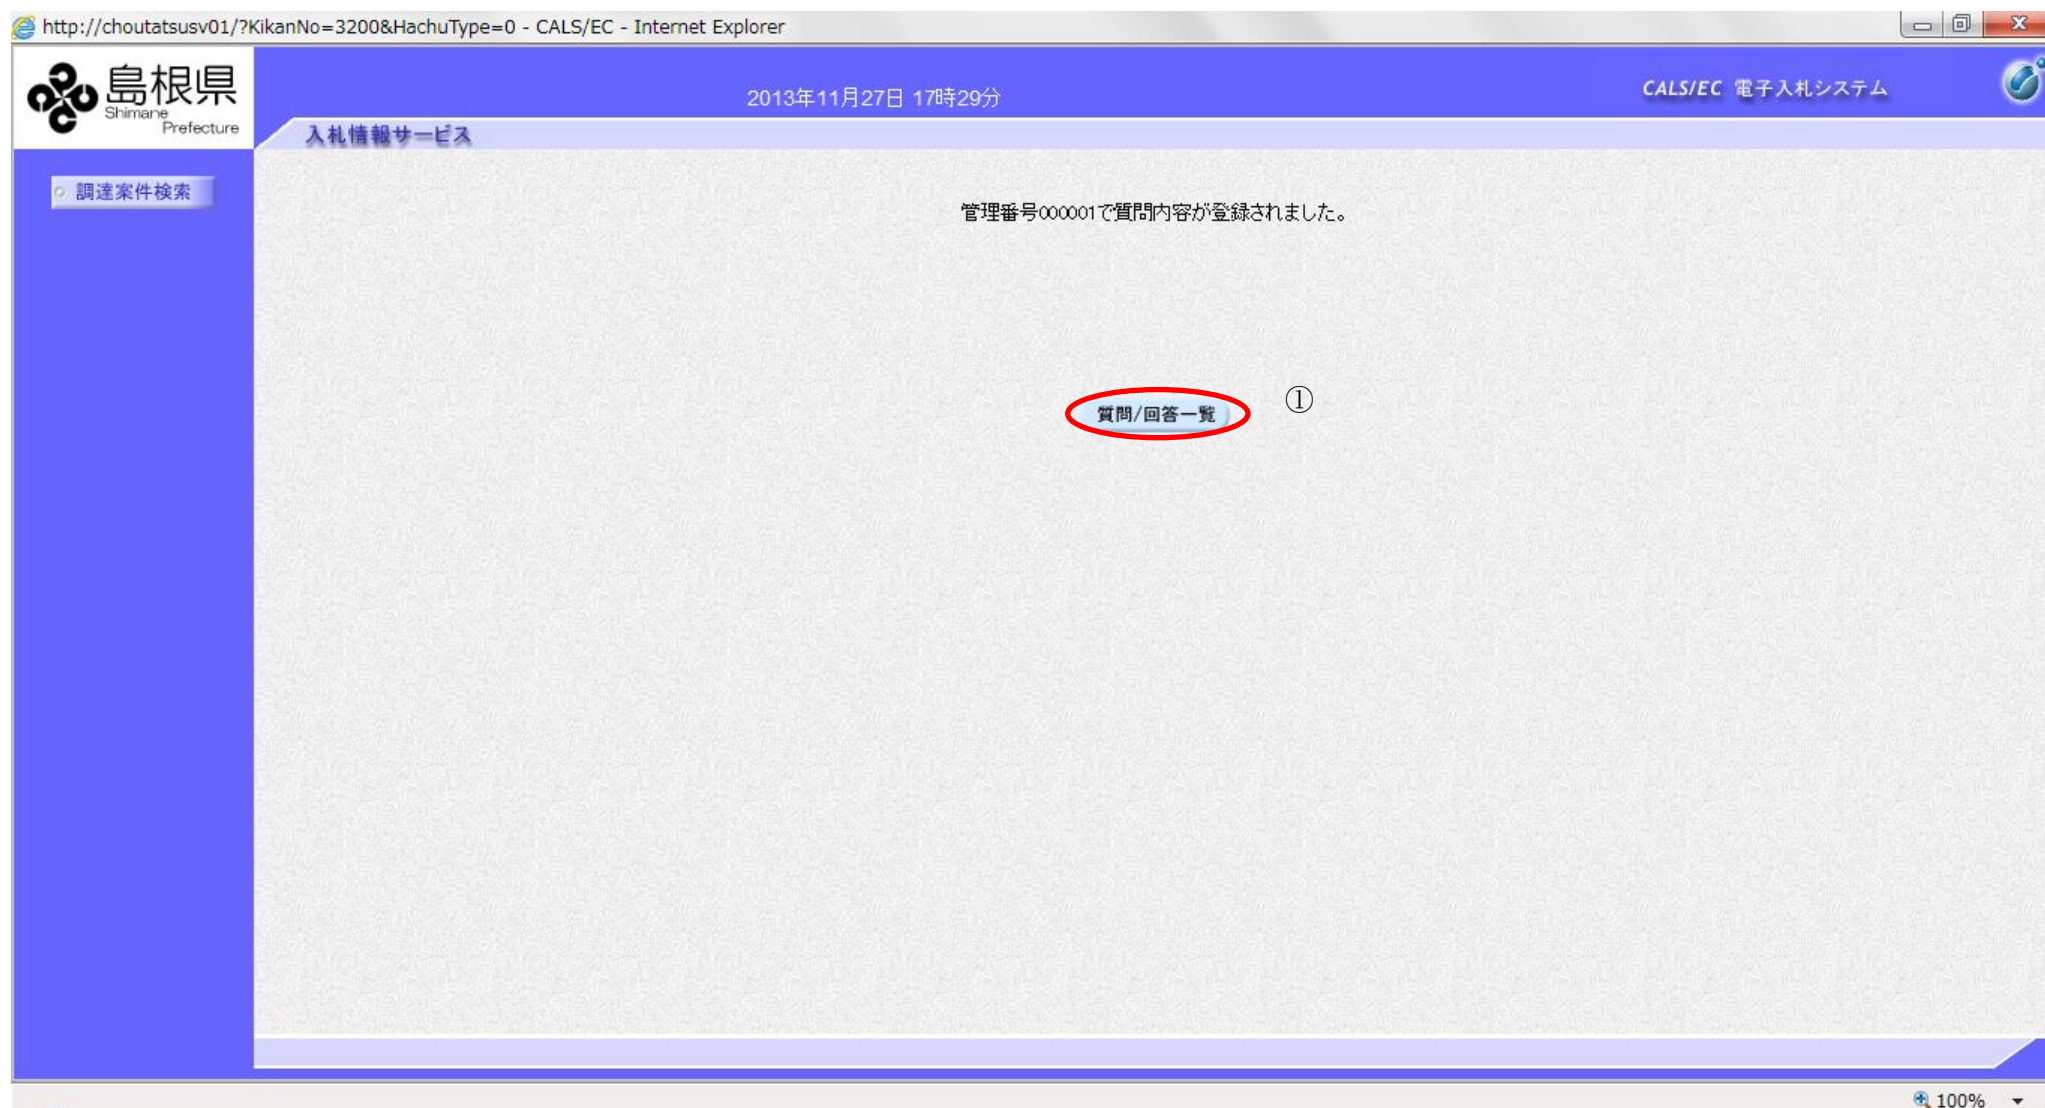 http://choutatsusv01/?KikanNo=3200&HachuType=0 - CALS/EC - Internet Explorer
島根県
Shimane
Prefecture
2013年11月27日 17時29分
CALS/EC 電子入札システム
入札情報サービス
調達案件検索
管理番号000001で質問内容が登録されました。
質問/回答一覧
①
100%